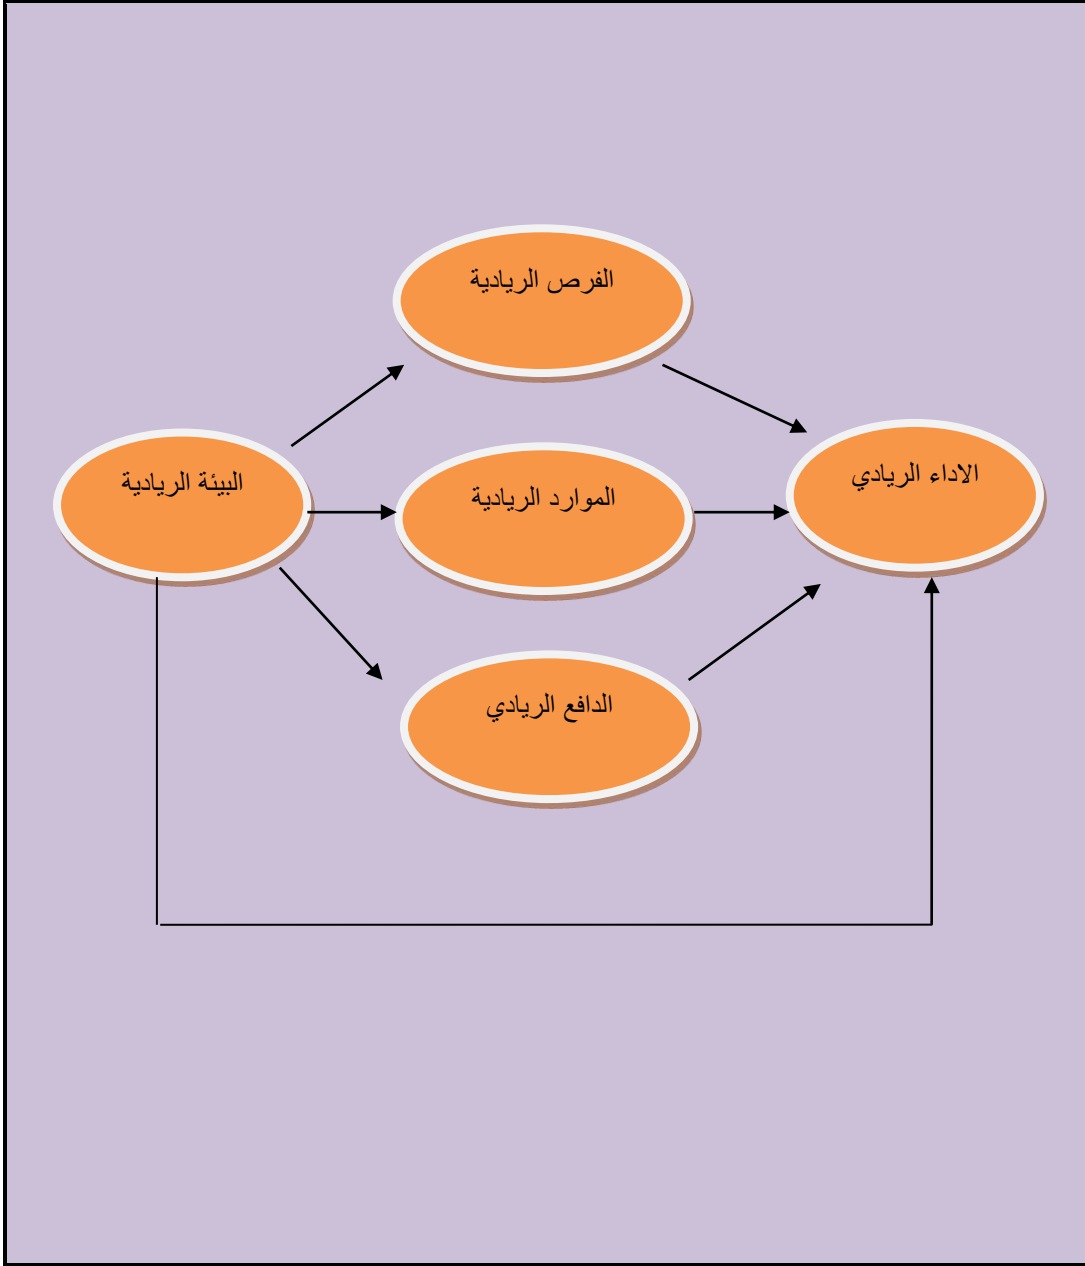 الفرص الريادية
البيئة الريادية
الموارد الريادية
الاداء الريادي
الدافع الريادي